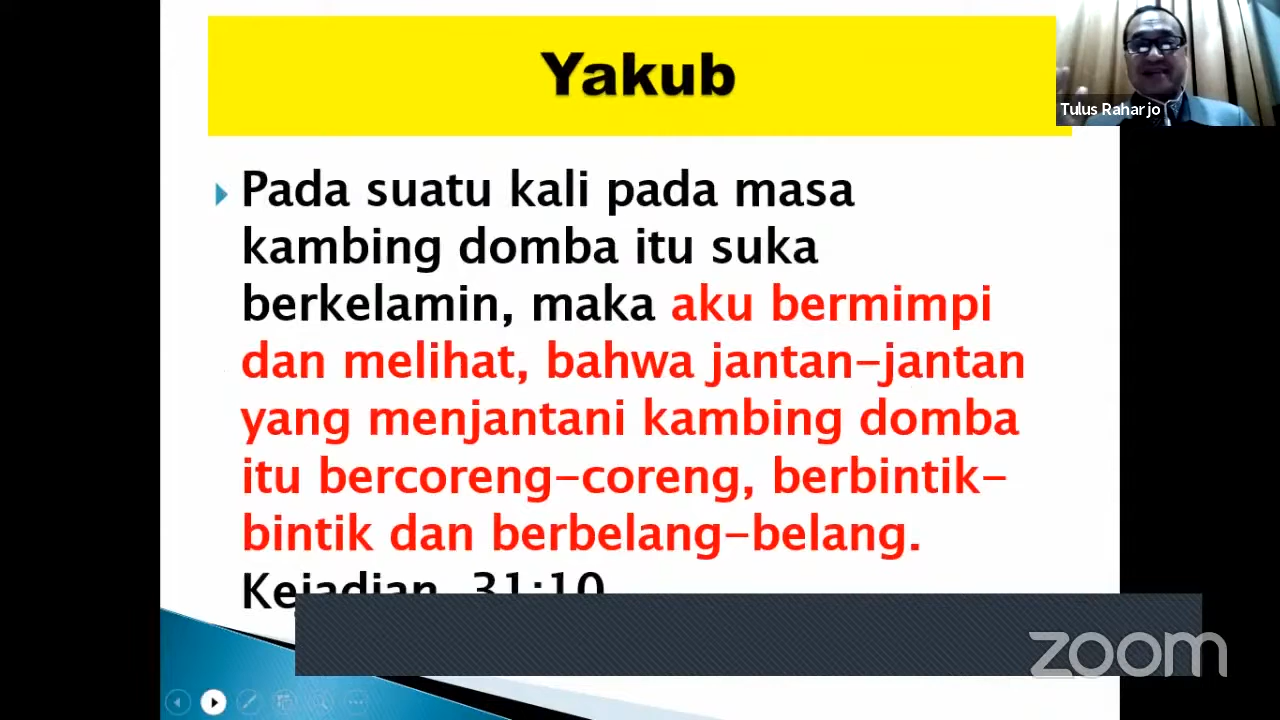 Yakub
Tulus Raharjo
Pada suatu kali pada masa
kambing domba itu suka
berkelamin, maka aku bermimpi
dan melihat, bahwa jantan-jantan
yang menjantani kambing domba
itu bercoreng-coreng, berbintik-
bintik dan berbelang-belang.
Kejadian 31:10
zoom